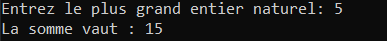 Entrez le plus grand entier naturel: 5
La somme vaut : 15